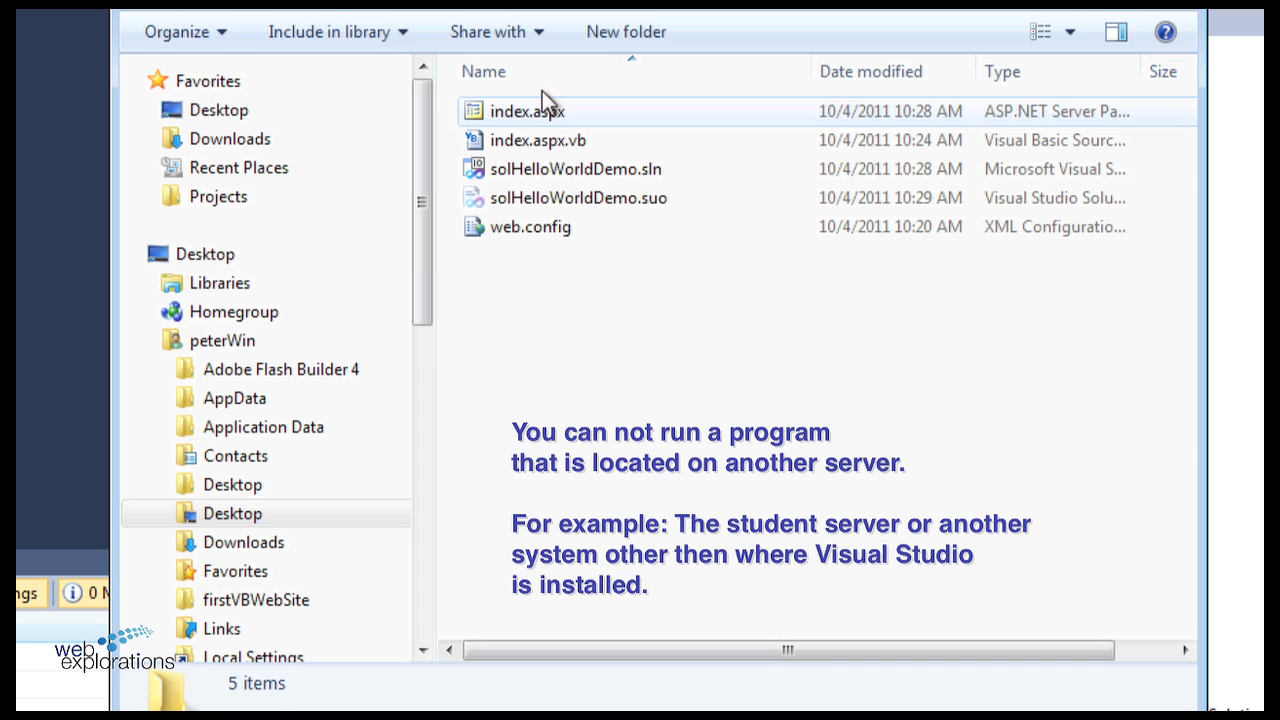 Organize Include in library Share with New folder
Name Date modified Type Size
index.aspx 10/4/2011 10:28 AM ASP.NET Server Pa...
index.aspx.vb 10/4/2011 10:24 AM Visual Basic Sourc...
solHelloWorldDemo.sln 10/4/2011 10:28 AM Microsoft Visual S...
solHelloWorldDemo.suo 10/4/2011 10:29 AM Visual Studio Solu...
web.config 10/4/2011 10:20 AM XML Configuratio...
Favorites
Desktop
Downloads
Recent Places
Projects
Desktop
Libraries
Homegroup
peterWin
Adobe Flash Builder 4
AppData
Application Data
Contacts
Desktop
Desktop
Downloads
Favorites
firstVBWebSite
Links
Local Settings
You can not run a program
that is located on another server.
For example: The student server or another
system other then where Visual Studio
is installed.
ngs 0 M
web
explorations
5 items